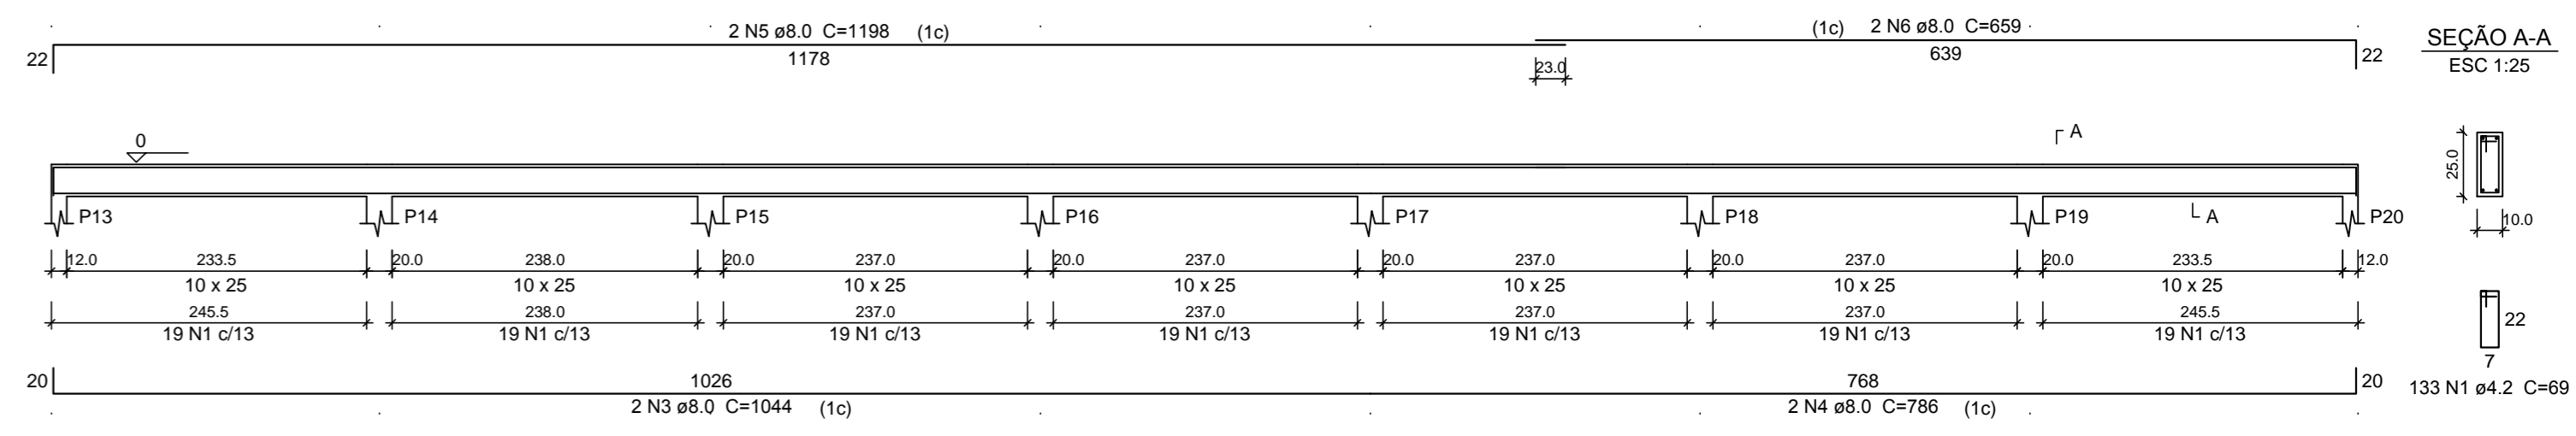 2 N5 ø8.0 C=1198 (1c)
(1c) 2 N6 ø8.0 C=659
22
1178
639
22
23.0
SEÇÃO A-A
ESC 1:25
0
A
25.0
10.0
P13
P14
P15
P16
P17
P18
P19
A
P20
12.0 233.5 20.0 238.0 20.0 237.0 20.0 237.0 20.0 237.0 20.0 237.0 20.0 233.5 12.0
10 x 25 10 x 25 10 x 25 10 x 25 10 x 25 10 x 25 10 x 25
245.5 238.0 237.0 237.0 237.0 237.0 245.5
19 N1 c/13 19 N1 c/13 19 N1 c/13 19 N1 c/13 19 N1 c/13 19 N1 c/13 19 N1 c/13
22
7
133 N1 ø4.2 C=69
20
1026
768
20
2 N3 ø8.0 C=1044 (1c)
2 N4 ø8.0 C=786 (1c)